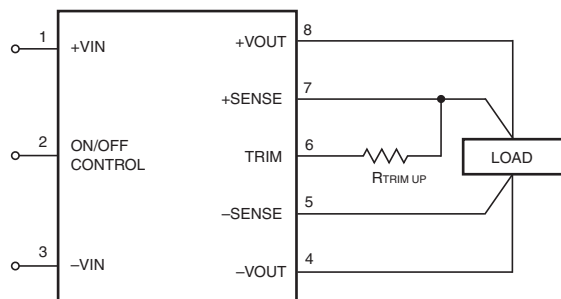 1
+VIN
+VOUT
8
+SENSE
7
2
ON/OFF
CONTROL
TRIM
6
RTRIM UP
LOAD
–SENSE
5
3
–VIN
–VOUT
4